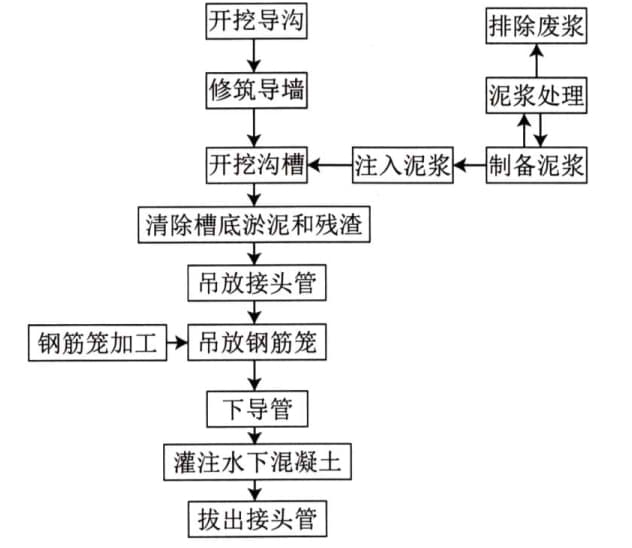 开挖导沟
排除废浆
修筑导墙
泥浆处理
开挖沟槽
注入泥浆
制备泥浆
清除槽底淤泥和残渣
吊放接头管
钢筋笼加工
吊放钢筋笼
下导管
灌注水下混凝土
拔出接头管